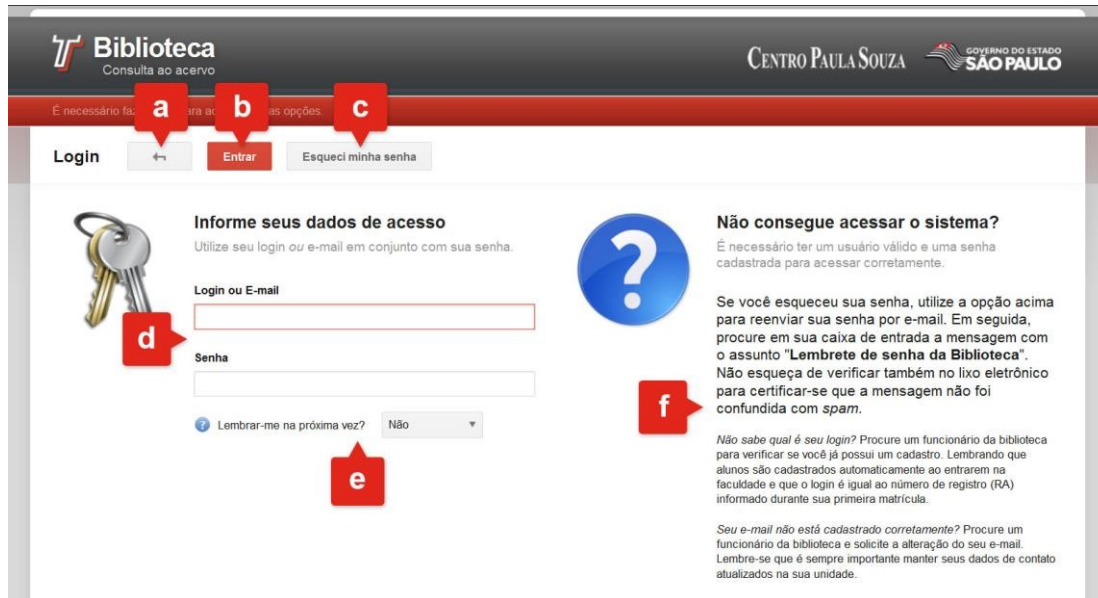 Biblioteca
Consulta ao acervo
CENTRO PAULA SOUZA
GOVERNO DO ESTADO
SÃO PAULO
É necessário opções.
a
b
c
Login
Entrar
Esqueci minha senha
Informe seus dados de acesso
Utilize seu login ou e-mail em conjunto com sua senha.
Login ou E-mail
d
Senha
Lembrar-me na próxima vez?
Não
e
?
Não consegue acessar o sistema?
É necessário ter um usuário válido e uma senha
cadastrada para acessar corretamente.
Se você esqueceu sua senha, utilize a opção acima
para reenviar sua senha por e-mail. Em seguida,
procure em sua caixa de entrada a mensagem com
o assunto "Lembrete de senha da Biblioteca".
Não esqueça de verificar também no lixo eletrônico
para certificar-se que a mensagem não foi
confundida com spam.
f
Não sabe qual é seu login? Procure um funcionário da biblioteca
para verificar se você já possui um cadastro. Lembrando que
alunos são cadastrados automaticamente ao entrarem na
faculdade e que o login é igual ao número de registro (RA)
informado durante sua primeira matrícula.
Seu e-mail não está cadastrado corretamente? Procure um
funcionário da biblioteca e solicite a alteração do seu e-mail.
Lembre-se que é sempre importante manter seus dados de contato
atualizados na sua unidade.